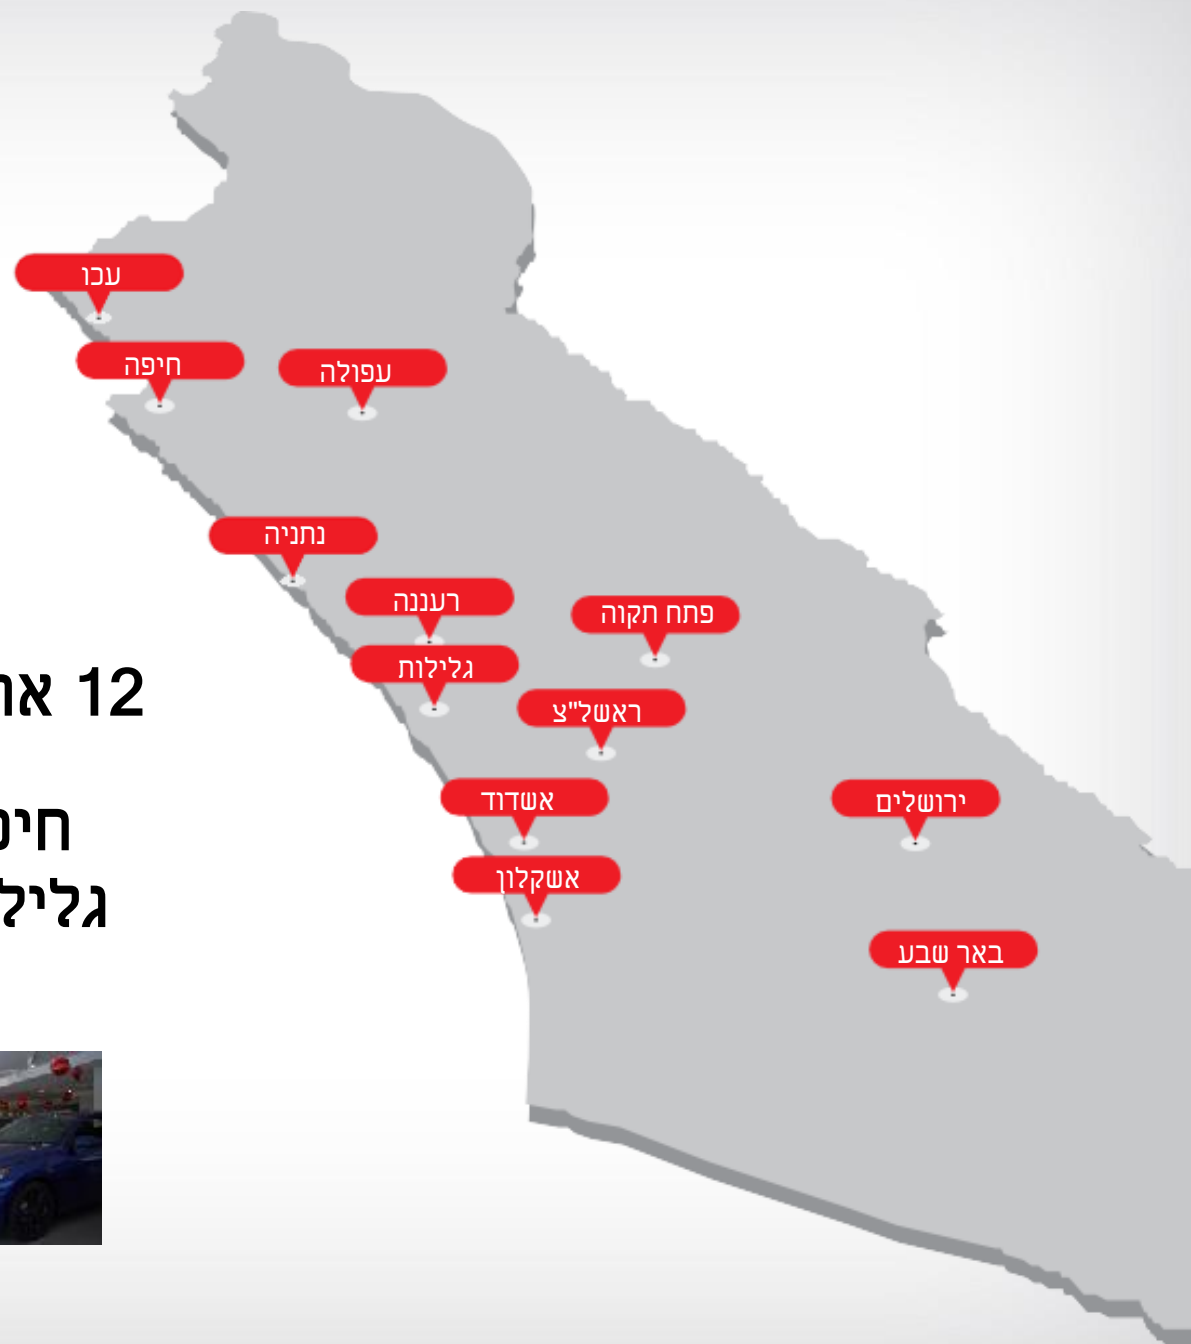 עכו
חיפה
עפולה
נתניה
רעננה
פתח תקוה
גלילות
ראשל"צ
אשדוד
ירושלים
אשקלון
באר שבע
12